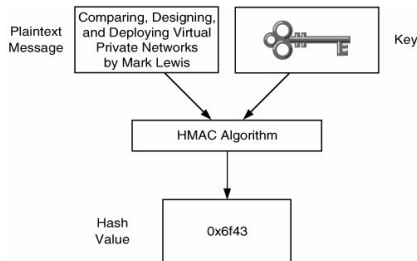 Plaintext
Message
Comparing, Designing,
and Deploying Virtual
Private Networks
by Mark Lewis
Key
HMAC Algorithm
Hash
Value
0x6f43